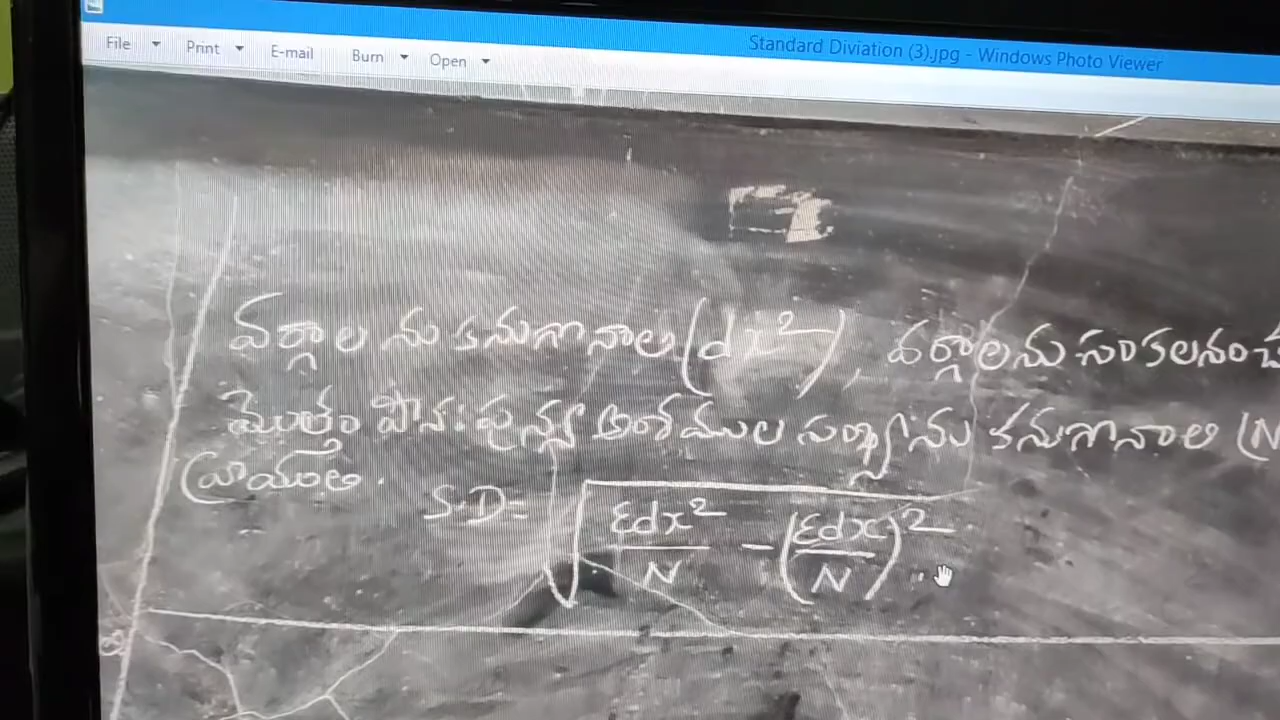 Standard Diviation (3).jpg - Windows Photo Viewer
File Print E-mail Burn Open
వర్గాల ను కనుగొనాలి (dx²), వర్గాలను సంకలనం
మొత్తం పౌనఃపున్య అంశముల సంఖ్యను కనుగొనాలి (N
వ్రాయాలి.
S.D = √ Σdx²/N - (Σdx/N)²